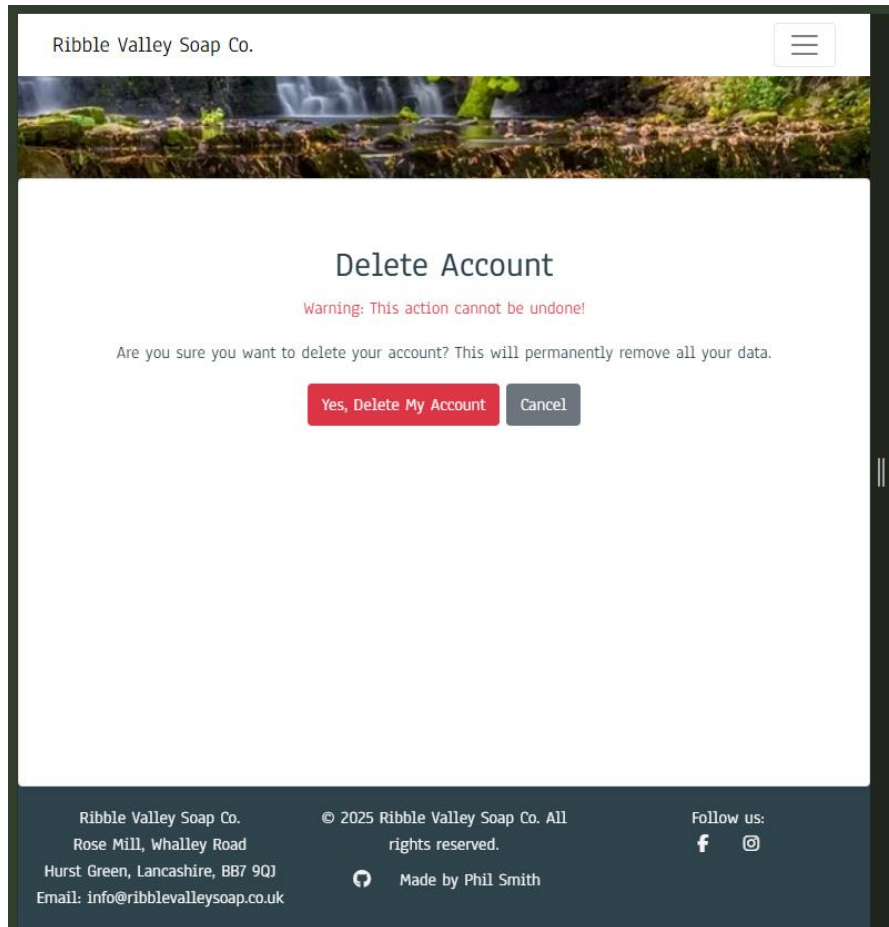 Ribble Valley Soap Co.
Delete Account
Warning: This action cannot be undone!
Are you sure you want to delete your account? This will permanently remove all your data.
Yes, Delete My Account
Cancel
Ribble Valley Soap Co.
Rose Mill, Whalley Road
Hurst Green, Lancashire, BB7 9QJ
Email: info@ribblevalleysoap.co.uk
© 2025 Ribble Valley Soap Co. All
rights reserved.
Made by Phil Smith
Follow us: